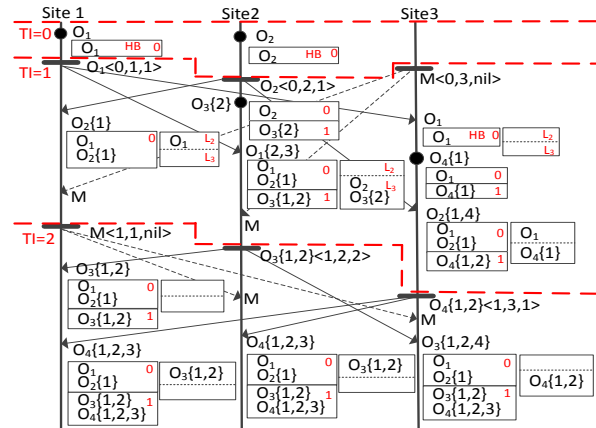 Site 1 Site2 Site3
TI=0
O1
O1 HB 0
O2
O2 HB 0
TI=1
O1<0,1,1>
O2<0,2,1>
M<0,3,nil>
O3{2}
O2 0
O3{2} 1
O2{1}
O1 0
O2{1}
O1 L2
L3
O1
O1 HB 0
L2
L3
O1{2,3}
O1 0
O2{1}
O3{1,2} 1
L2
O2 L3
O3{2}
O4{1}
O1 0
O4{1} 1
M
M
O2{1,4}
O1 0
O2{1}
O4{1,2} 1
O1
O4{1}
TI=2
M<1,1,nil>
O3{1,2}<1,2,2>
O3{1,2}
O1 0
O2{1}
O3{1,2} 1
M
O4{1,2}<1,3,1>
M
O4{1,2,3}
O1 0
O2{1}
O3{1,2} 1
O4{1,2,3}
O3{1,2}
O4{1,2,3}
O1 0
O2{1}
O3{1,2} 1
O4{1,2,3}
O3{1,2}
O3{1,2,4}
O1 0
O2{1}
O3{1,2} 1
O4{1,2,3}
O4{1,2}